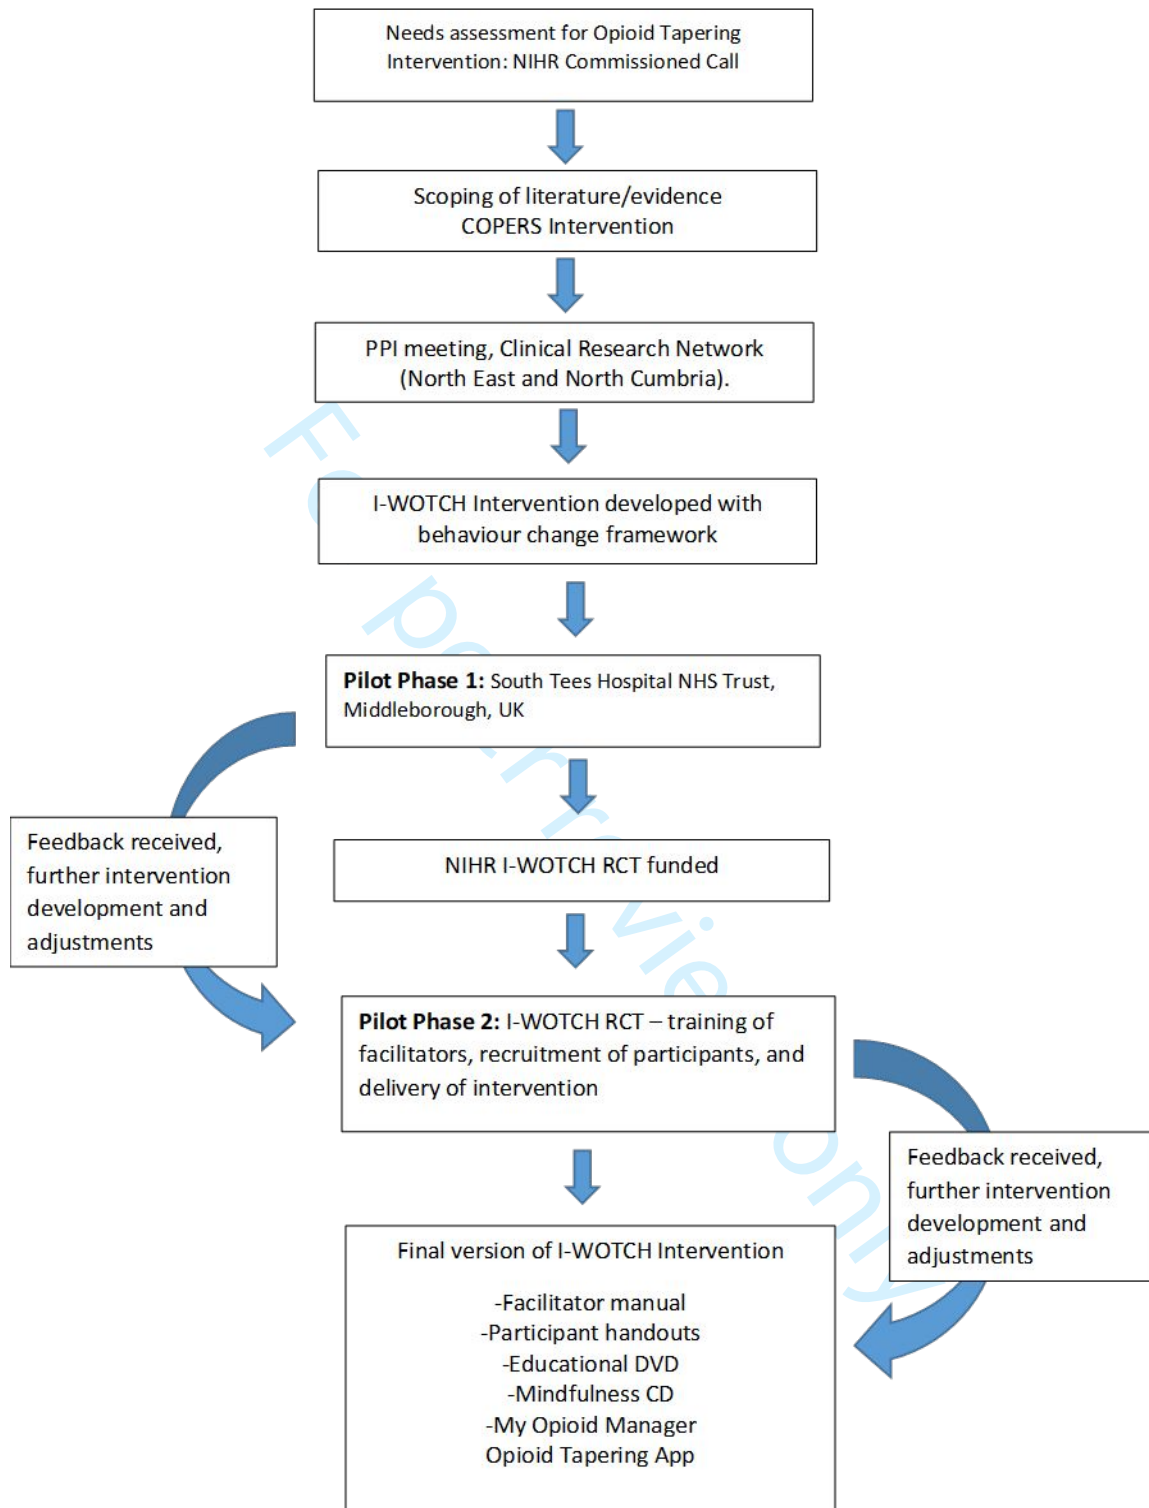 Needs assessment for Opioid Tapering
Intervention: NIHR Commissioned Call
Scoping of literature/evidence
COPERS Intervention
PPI meeting, Clinical Research Network
(North East and North Cumbria).
I-WOTCH Intervention developed with
behaviour change framework
Pilot Phase 1: South Tees Hospital NHS Trust,
Middleborough, UK
Feedback received,
further intervention
development and
adjustments
NIHR I-WOTCH RCT funded
Pilot Phase 2: I-WOTCH RCT – training of
facilitators, recruitment of participants, and
delivery of intervention
Feedback received,
further intervention
development and
adjustments
Final version of I-WOTCH Intervention
-Facilitator manual
-Participant handouts
-Educational DVD
-Mindfulness CD
-My Opioid Manager
Opioid Tapering App
For peer review only